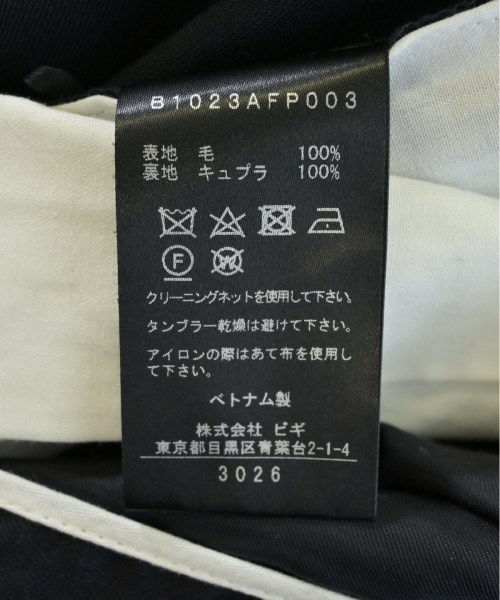 B1023AFP003
表地 毛 100%
裏地 キュプラ 100%
F
W
クリーニングネットを使用して下さい。
タンブラー乾燥は避けて下さい。
アイロンの際はあて布を使用し
て下さい。
ベトナム製
株式会社 ビギ
東京都目黒区青葉台2-1-4
3026